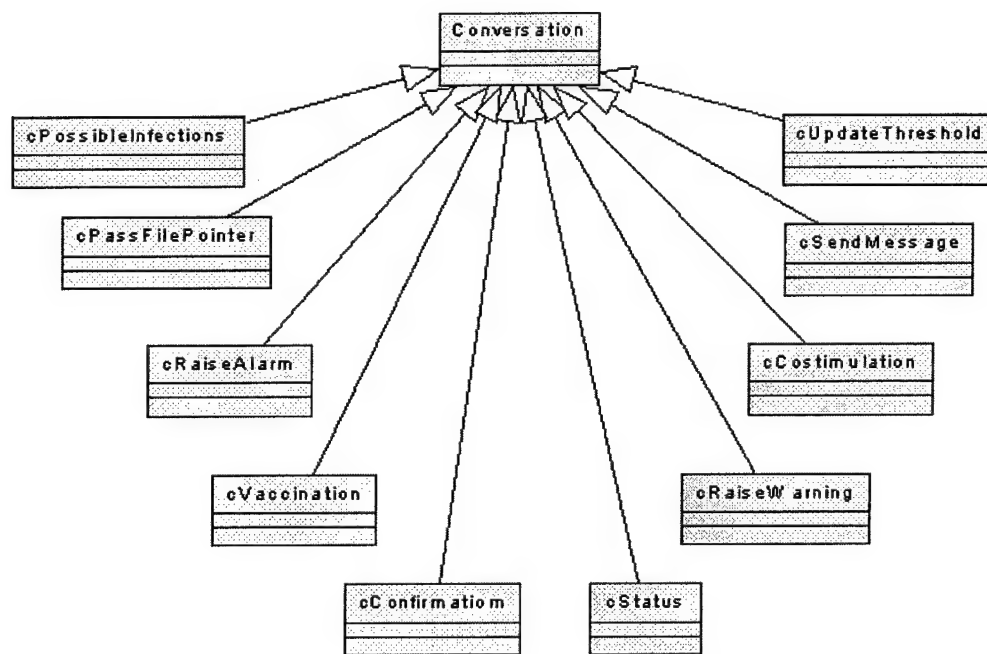 Conversation
cPossibleInfections
cUpdateThreshold
cPassFilePointer
cSendMessage
cRaiseAlarm
cCostimulation
cVaccination
cRaiseWarning
cConfirmatiom
cStatus